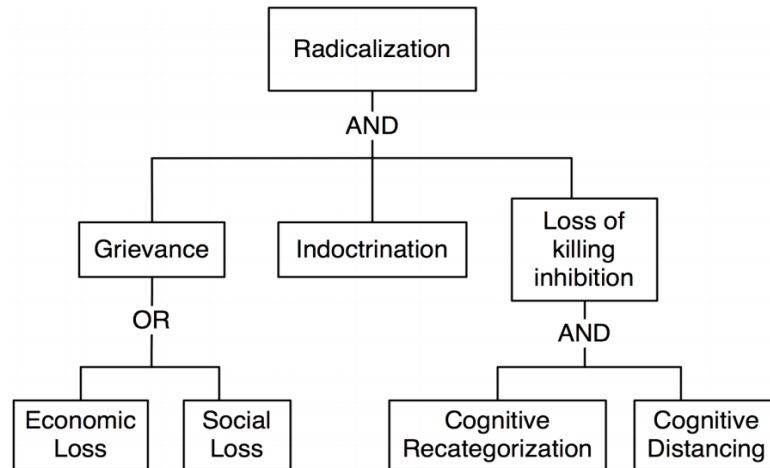 Radicalization
AND
Grievance
Indoctrination
Loss of
killing
inhibition
OR
AND
Economic
Loss
Social
Loss
Cognitive
Recategorization
Cognitive
Distancing